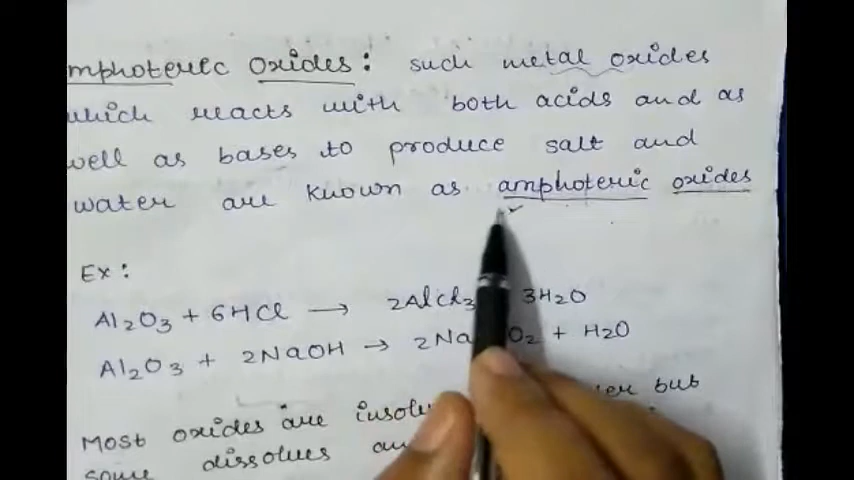 mphoteric oxides: such metal oxides
which reacts with both acids and as
well as bases to produce salt and
water are known as amphoteric oxides
Ex:
Al2O3 + 6HCl → 2AlCl3 3H2O
Al2O3 + 2NaOH → 2Na O2 + H2O
Most oxides are but
some dissolves